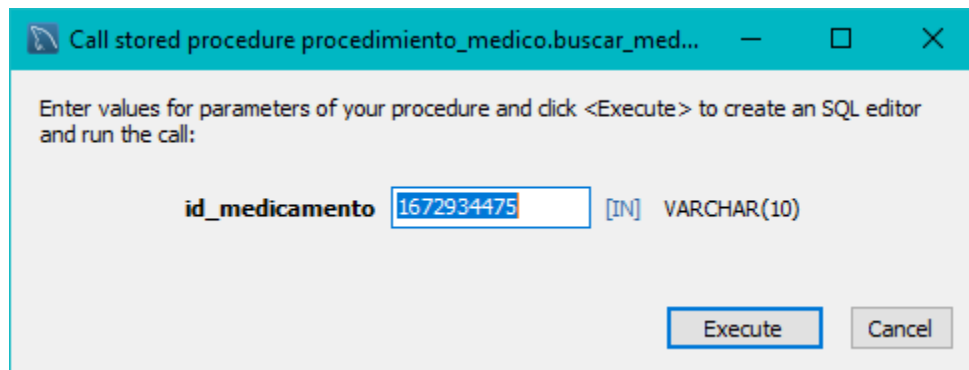 Call stored procedure procedimiento_medico.buscar_med...
Enter values for parameters of your procedure and click <Execute> to create an SQL editor
and run the call:
id_medicamento 1672934475 [IN] VARCHAR(10)
Execute Cancel